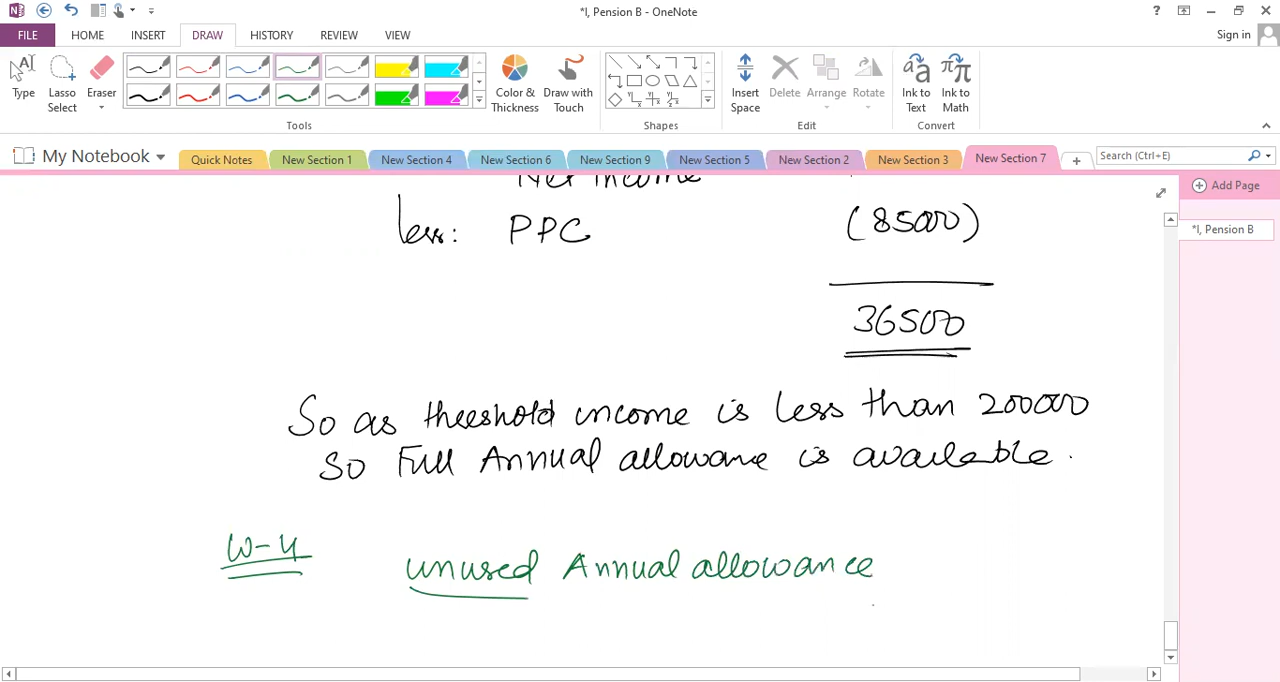 *I, Pension B - OneNote
?
FILE HOME INSERT DRAW HISTORY REVIEW VIEW Sign in
Type Lasso Select Eraser Color & Thickness Draw with Touch Insert Space Delete Arrange Rotate Ink to Text Ink to Math
Tools Shapes Edit Convert
My Notebook Quick Notes New Section 1 New Section 4 New Section 6 New Section 9 New Section 5 New Section 2 New Section 3 New Section 7 + Search (Ctrl+E)
Add Page
*I, Pension B
Net income
less: PPC (85000)
36500
So as threshold income is less than 200000
So Full Annual allowance is available.
W-4 unused Annual allowance